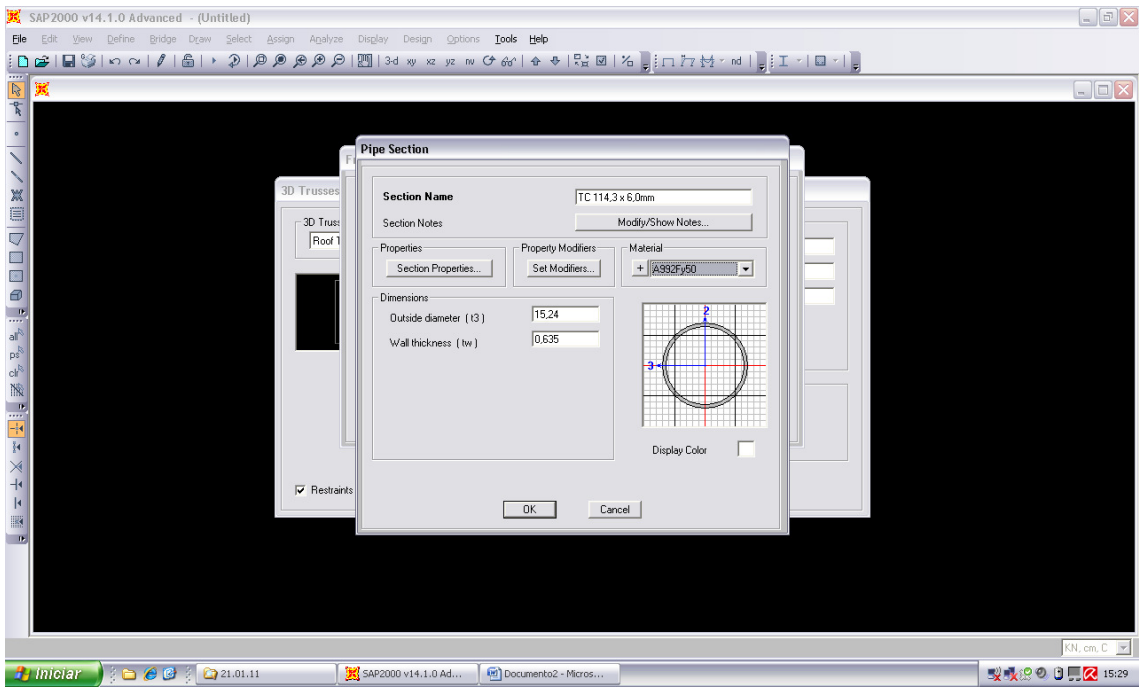 SAP2000 v14.1.0 Advanced - (Untitled)
File Edit View Define Bridge Draw Select Assign Analyze Display Design Options Tools Help
3-d xy xz yz nv nd
Pipe Section
3D Trusses
Section Name TC 114,3 x 6,0mm
Section Notes Modify/Show Notes...
3D Trus
Roof T
Properties Property Modifiers Material
Section Properties... Set Modifiers... + A992Fy50
Dimensions
Outside diameter ( t3 ) 15,24
Wall thickness ( tw ) 0,635
2
3
Display Color
Restraints
OK Cancel
all
ps
clr
KN, cm, C
Iniciar 21.01.11 SAP2000 v14.1.0 Ad... Documento2 - Micros... 15:29